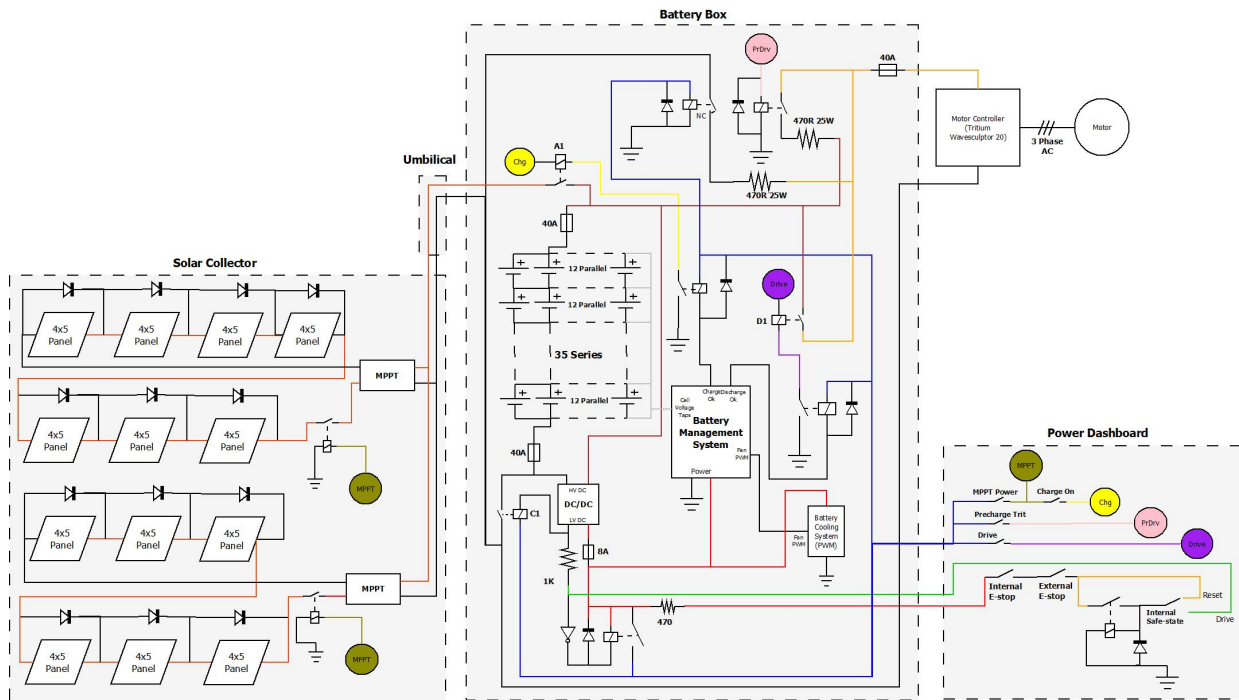 Battery Box
PrDrv
40A
NC
470R 25W
Motor Controller
(Tritium
Wavesculptor 20)
3 Phase
AC
Motor
A1
Chg
Umbilical
470R 25W
40A
Solar Collector
12 Parallel
12 Parallel
Drive
D1
35 Series
12 Parallel
4x5
Panel
4x5
Panel
4x5
Panel
4x5
Panel
MPPT
4x5
Panel
4x5
Panel
4x5
Panel
MPPT
4x5
Panel
4x5
Panel
4x5
Panel
MPPT
4x5
Panel
4x5
Panel
4x5
Panel
MPPT
Charge
Ok
Discharge
Ok
Cell
Voltage
Taps
Battery
Management
System
Fan
PWM
Power
40A
HV DC
DC/DC
LV DC
C1
8A
1K
470
Fan
PWM
Battery
Cooling
System
(PWM)
Power Dashboard
MPPT
MPPT Power
Charge On
Chg
Precharge Trit
PrDrv
Drive
Drive
Internal
E-stop
External
E-stop
Internal
Safe-state
Reset
Drive